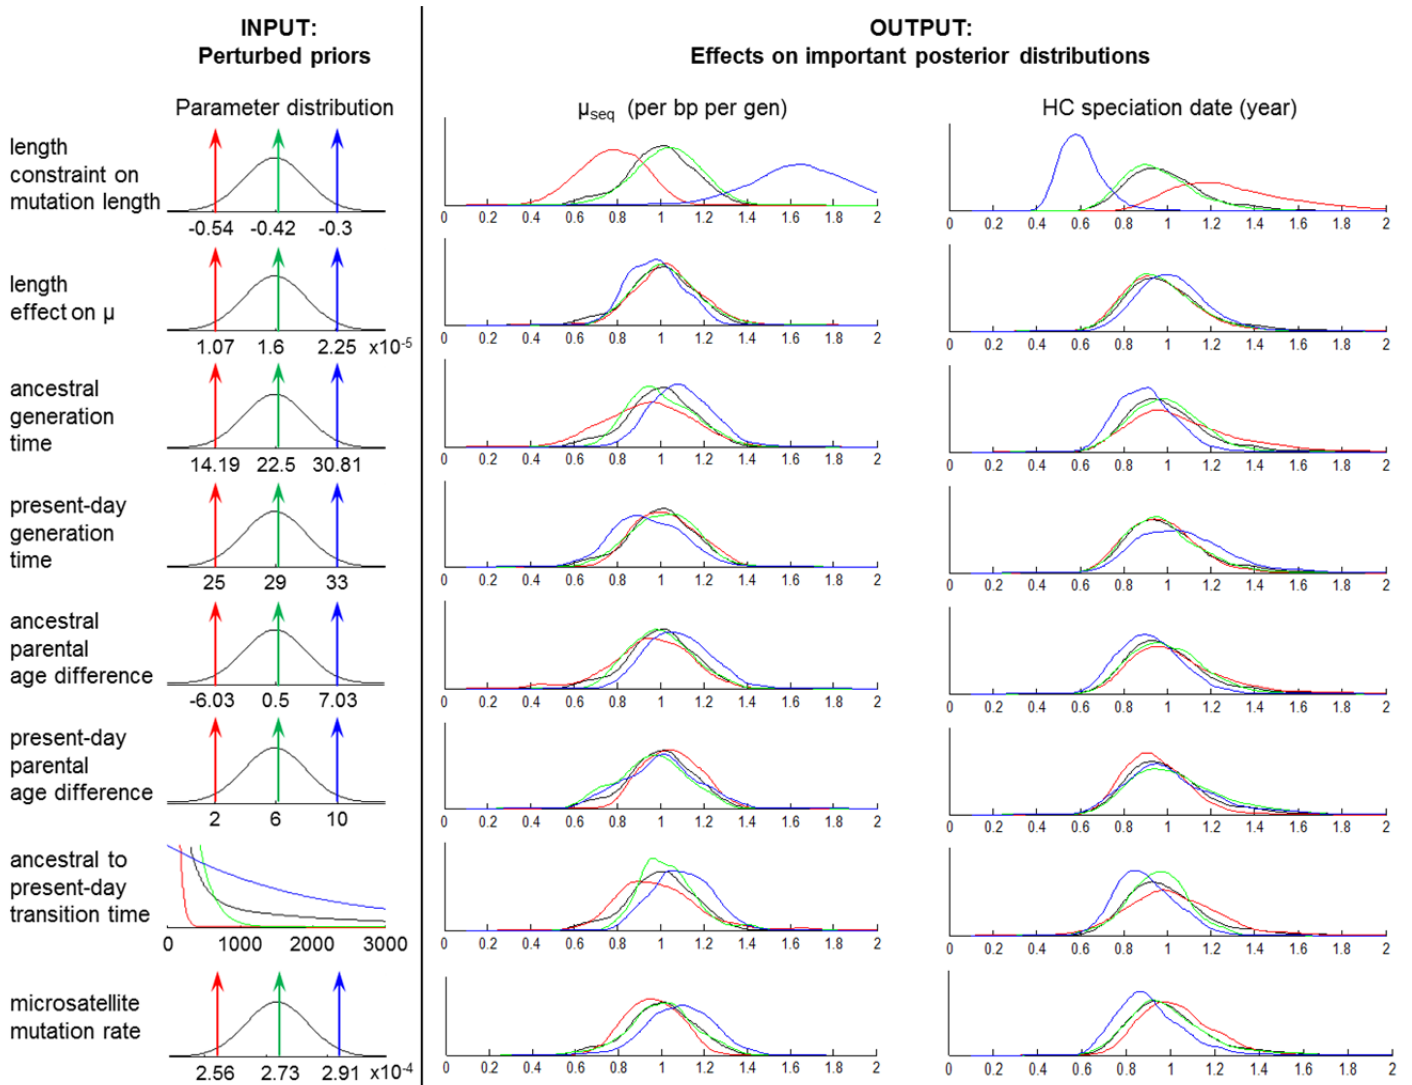 INPUT:
Perturbed priors
OUTPUT:
Effects on important posterior distributions
Parameter distribution
μseq (per bp per gen)
HC speciation date (year)
length
constraint on
mutation length
-0.54 -0.42 -0.3
0 0.2 0.4 0.6 0.8 1 1.2 1.4 1.6 1.8 2
0 0.2 0.4 0.6 0.8 1 1.2 1.4 1.6 1.8 2
length
effect on μ
1.07 1.6 2.25 x10-5
0 0.2 0.4 0.6 0.8 1 1.2 1.4 1.6 1.8 2
0 0.2 0.4 0.6 0.8 1 1.2 1.4 1.6 1.8 2
ancestral
generation
time
14.19 22.5 30.81
0 0.2 0.4 0.6 0.8 1 1.2 1.4 1.6 1.8 2
0 0.2 0.4 0.6 0.8 1 1.2 1.4 1.6 1.8 2
present-day
generation
time
25 29 33
0 0.2 0.4 0.6 0.8 1 1.2 1.4 1.6 1.8 2
0 0.2 0.4 0.6 0.8 1 1.2 1.4 1.6 1.8 2
ancestral
parental
age difference
-6.03 0.5 7.03
0 0.2 0.4 0.6 0.8 1 1.2 1.4 1.6 1.8 2
0 0.2 0.4 0.6 0.8 1 1.2 1.4 1.6 1.8 2
present-day
parental
age difference
2 6 10
0 0.2 0.4 0.6 0.8 1 1.2 1.4 1.6 1.8 2
0 0.2 0.4 0.6 0.8 1 1.2 1.4 1.6 1.8 2
ancestral to
present-day
transition time
0 1000 2000 3000
0 0.2 0.4 0.6 0.8 1 1.2 1.4 1.6 1.8 2
0 0.2 0.4 0.6 0.8 1 1.2 1.4 1.6 1.8 2
microsatellite
mutation rate
2.56 2.73 2.91 x10-4
0 0.2 0.4 0.6 0.8 1 1.2 1.4 1.6 1.8 2
0 0.2 0.4 0.6 0.8 1 1.2 1.4 1.6 1.8 2